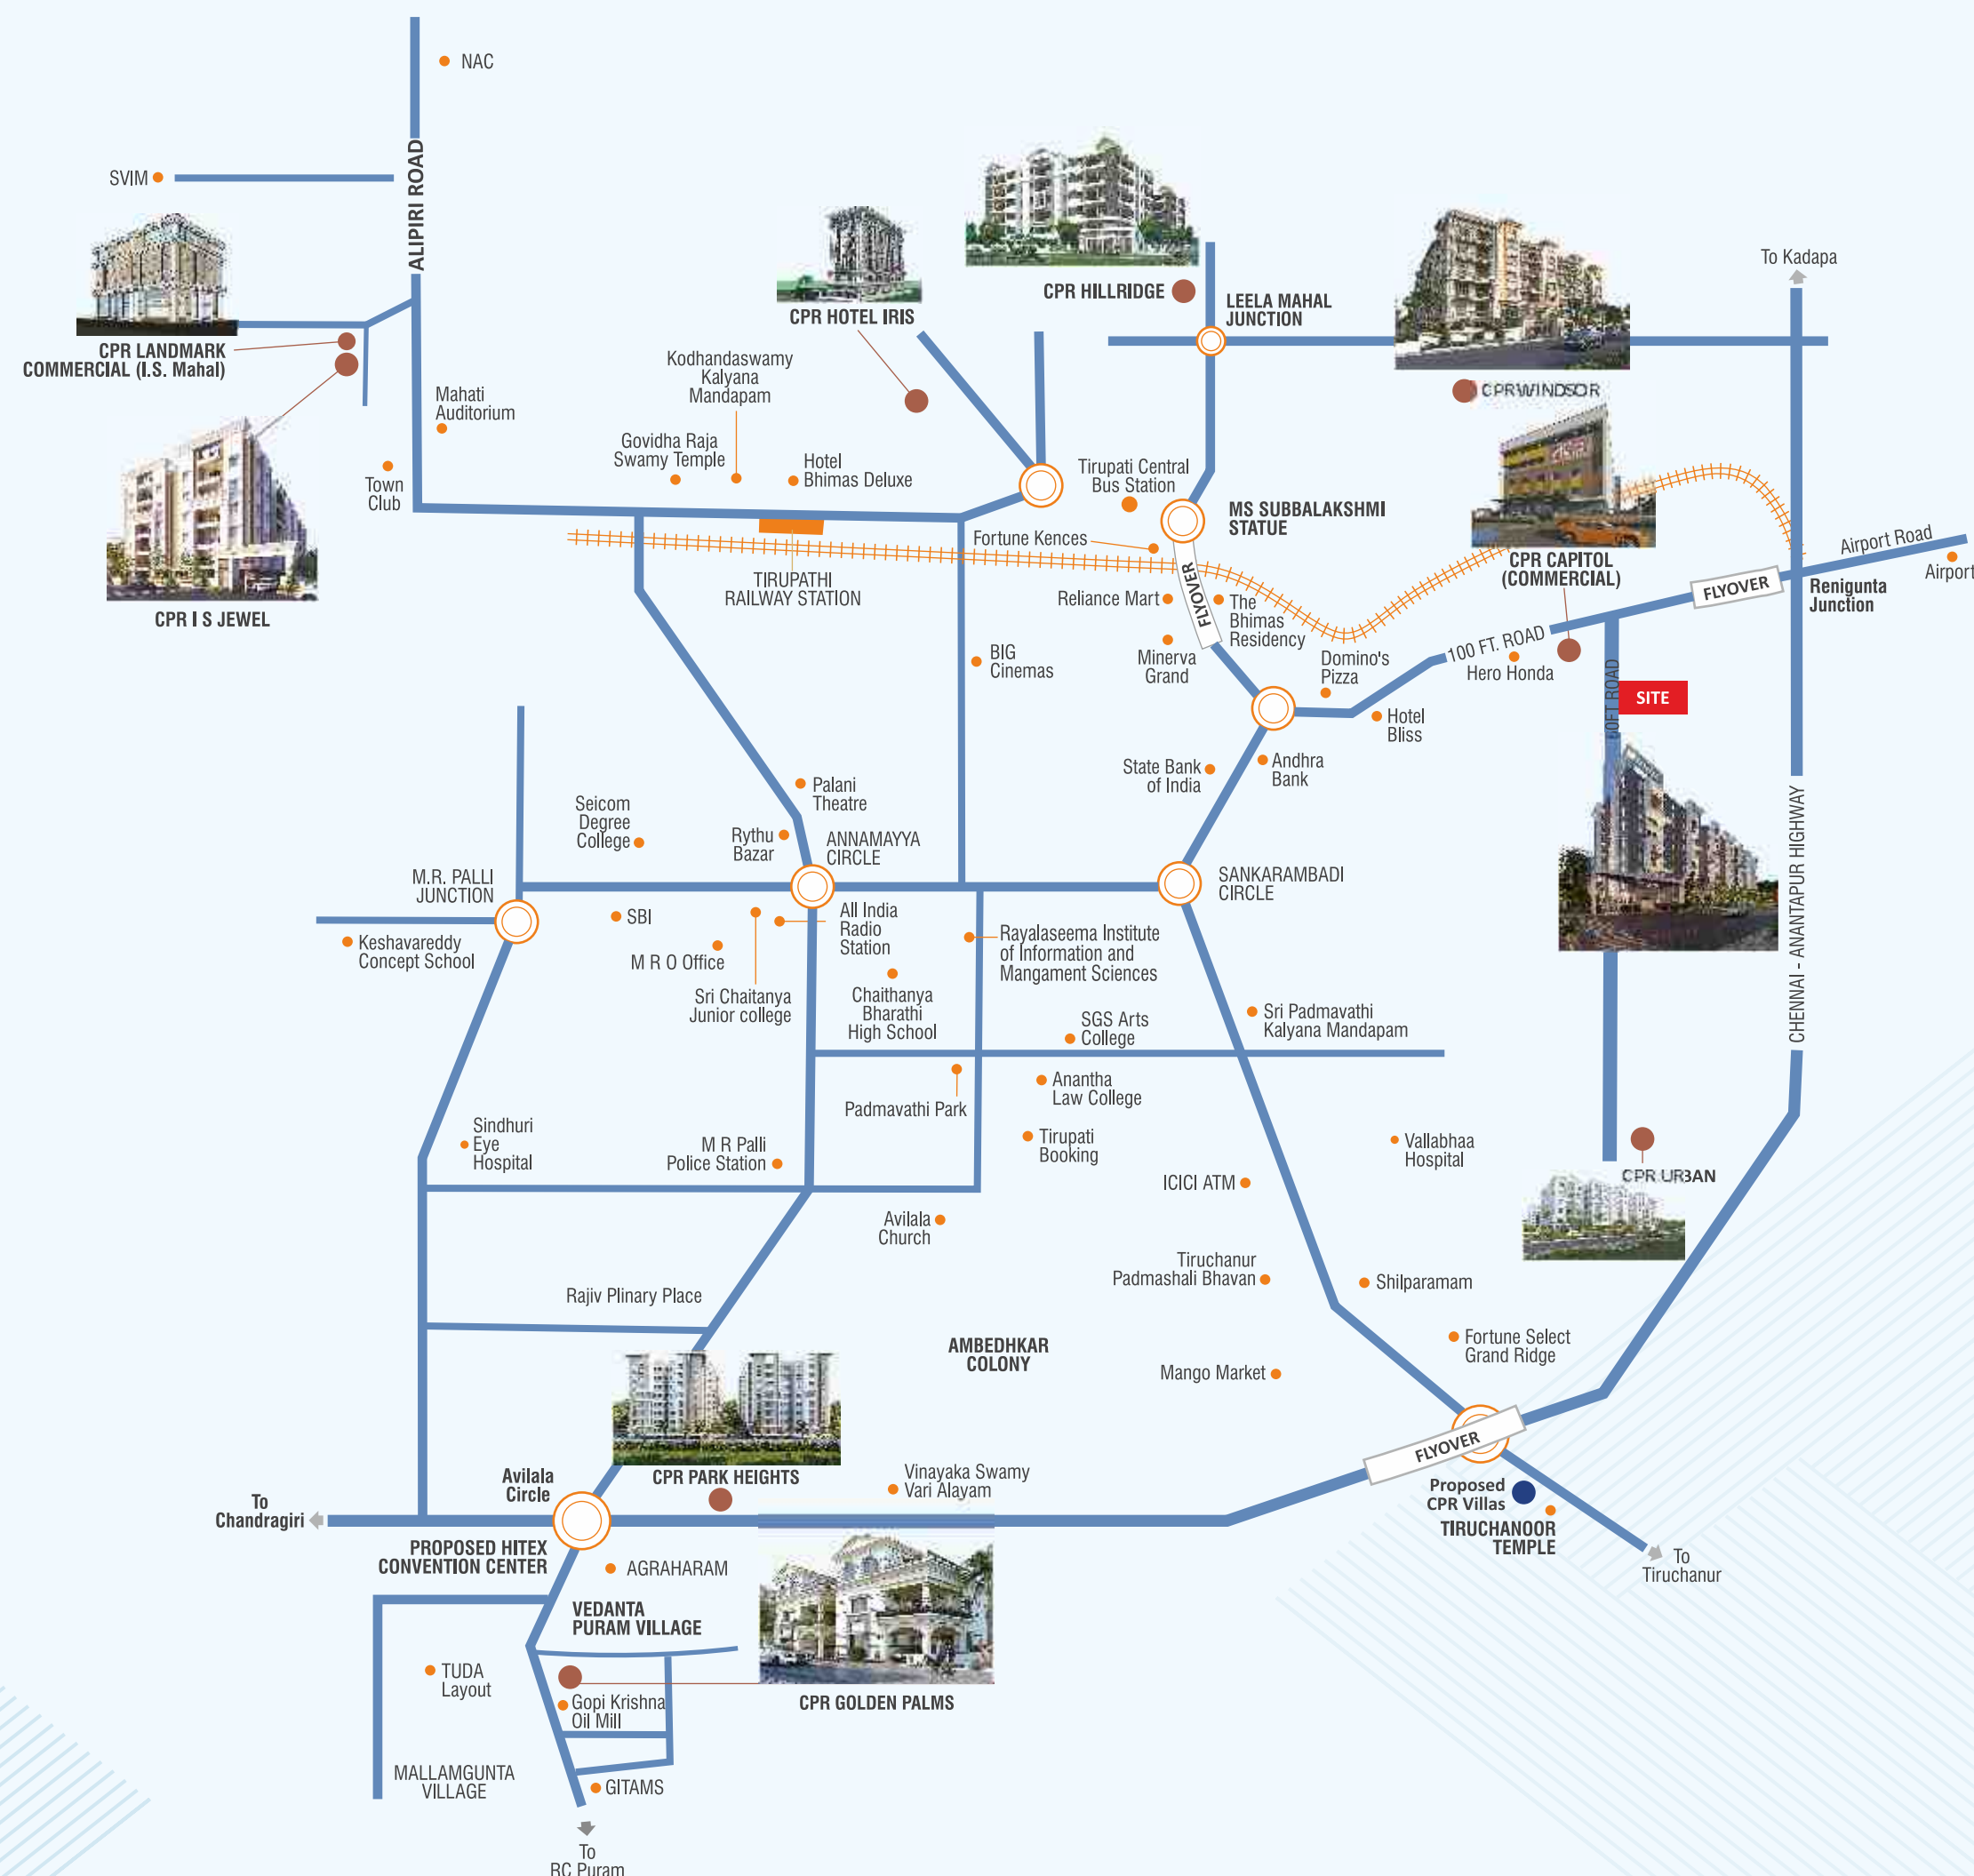 NAC
ALIPIRI ROAD
SVIM
CPR LANDMARK
COMMERCIAL (I.S. Mahal)
CPR I S JEWEL
Mahati
Auditorium
Town
Club
Kodhandaswamy
Kalyana
Mandapam
Govidha Raja
Swamy Temple
Hotel
Bhimas Deluxe
CPR HOTEL IRIS
CPR HILLRIDGE
LEELA MAHAL
JUNCTION
CPR WINDSOR
To Kadapa
Tirupati Central
Bus Station
MS SUBBALAKSHMI
STATUE
Fortune Kences
TIRUPATHI
RAILWAY STATION
FLYOVER
Reliance Mart
The
Bhimas
Residency
Minerva
Grand
BIG
Cinemas
Domino's
Pizza
Hotel
Bliss
100 FT. ROAD
Hero Honda
CPR CAPITOL
(COMMERCIAL)
FLYOVER
Airport Road
Airport
Renigunta
Junction
ROAD
SITE
State Bank
of India
Andhra
Bank
CHENNAI - ANANTAPUR HIGHWAY
Palani
Theatre
Seicom
Degree
College
Rythu
Bazar
ANNAMAYYA
CIRCLE
M.R. PALLI
JUNCTION
SANKARAMBADI
CIRCLE
Keshavareddy
Concept School
SBI
M R O Office
All India
Radio
Station
Sri Chaitanya
Junior college
Chaithanya
Bharathi
High School
Rayalaseema Institute
of Information and
Mangament Sciences
SGS Arts
College
Sri Padmavathi
Kalyana Mandapam
Padmavathi Park
Anantha
Law College
Tirupati
Booking
Sindhuri
Eye
Hospital
M R Palli
Police Station
Avilala
Church
ICICI ATM
Vallabhaa
Hospital
CPR URBAN
Tiruchanur
Padmashali Bhavan
Shilparamam
Rajiv Plinary Place
AMBEDHKAR
COLONY
Mango Market
Fortune Select
Grand Ridge
FLYOVER
CPR PARK HEIGHTS
Vinayaka Swamy
Vari Alayam
Avilala
Circle
To
Chandragiri
Proposed
CPR Villas
TIRUCHANOOR
TEMPLE
To
Tiruchanur
PROPOSED HITEX
CONVENTION CENTER
AGRAHARAM
VEDANTA
PURAM VILLAGE
TUDA
Layout
Gopi Krishna
Oil Mill
CPR GOLDEN PALMS
MALLAMGUNTA
VILLAGE
GITAMS
To
RC Puram